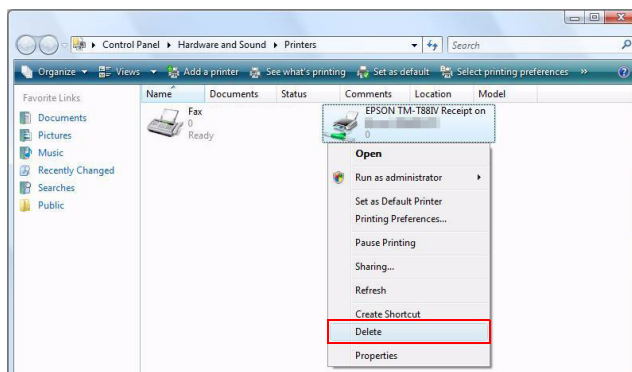 Control Panel Hardware and Sound Printers Search
Organize Views Add a printer See what's printing Set as default Select printing preferences » ?
Favorite Links
Documents
Pictures
Music
Recently Changed
Searches
Public
Name Documents Status Comments Location Model
Fax
0
Ready
EPSON TM-T88IV Receipt on
0
Open
Run as administrator
Set as Default Printer
Printing Preferences...
Pause Printing
Sharing...
Refresh
Create Shortcut
Delete
Properties